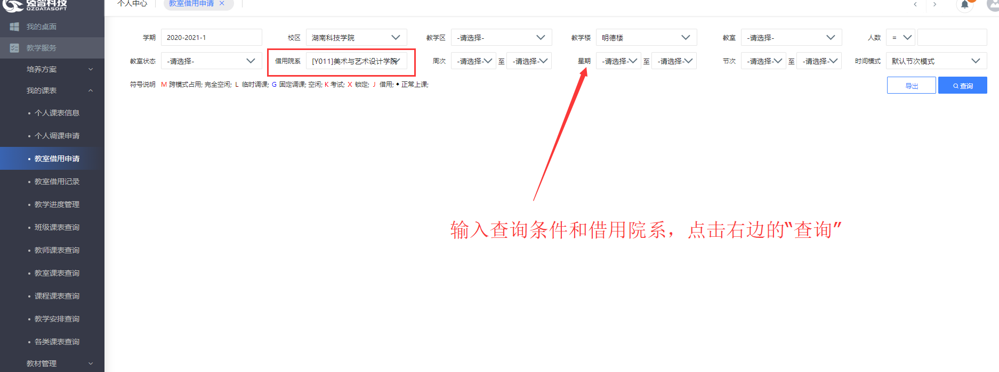 强智科技
QZDATASOFT
个人中心
教室借用申请 ×
我的桌面
教学服务
培养方案
我的课表
• 个人课表信息
• 个人调课申请
• 教室借用申请
• 教室借用记录
• 教学进度管理
• 班级课表查询
• 教师课表查询
• 教室课表查询
• 课程课表查询
• 教学安排查询
• 各类课表查询
教材管理
学期 2020-2021-1 校区 湖南科技学院 教学区 -请选择- 教学楼 明德楼 教室 -请选择- 人数 =
教室状态 -请选择- 借用院系 [Y011]美术与艺术设计学院 周次 -请选择- 至 -请选择- 星期 -请选择- 至 -请选择- 节次 -请选择- 至 -请选择- 时间模式 默认节次模式
符号说明 M 跨模式占用; 完全空闲; L 临时调课; G 固定调课; 空闲; K 考试; X 锁定; J 借用; ◆ 正常上课;
导出 查询
输入查询条件和借用院系，点击右边的“查询”